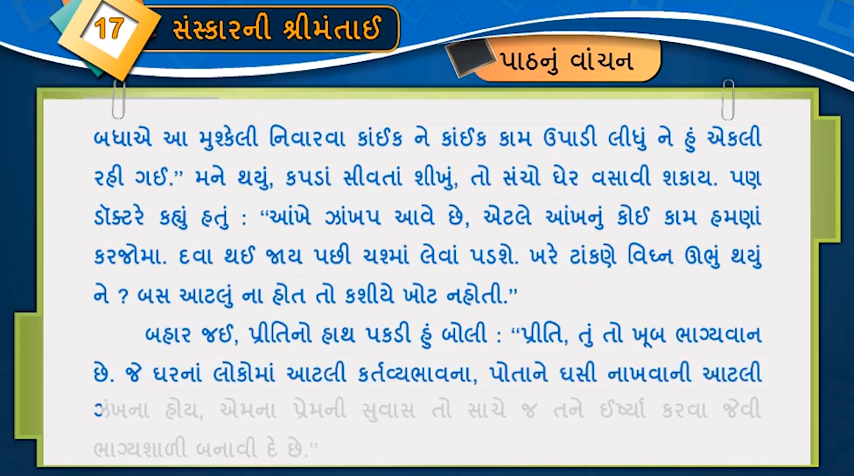 17 સંસ્કારની શ્રીમંતાઈ
પાઠનું વાંચન
બધાએ આ મુશ્કેલી નિવારવા કાંઈક ને કાંઈક કામ ઉપાડી લીધું ને હું એકલી
રહી ગઈ.” મને થયું, કપડાં સીવતાં શીખું, તો સંચો ઘેર વસાવી શકાય. પણ
ડૉક્ટરે કહ્યું હતું : “આંખે ઝાંખપ આવે છે, એટલે આંખનું કોઈ કામ હમણાં
કરજોમા. દવા થઈ જાય પછી ચશ્માં લેવાં પડશે. ખરે ટાંકણે વિઘ્ન ઊભું થયું
ને ? બસ આટલું ના હોત તો કશીયે ખોટ નહોતી.”
બહાર જઈ, પ્રીતિનો હાથ પકડી હું બોલી : “પ્રીતિ, તું તો ખૂબ ભાગ્યવાન
છે. જે ઘરનાં લોકોમાં આટલી કર્તવ્યભાવના, પોતાને ઘસી નાખવાની આટલી
ઝંખના હોય, એમના પ્રેમની સુવાસ તો સાચે જ તને ઈર્ષ્યા કરવા જેવી
ભાગ્યશાળી બનાવી દે છે.”